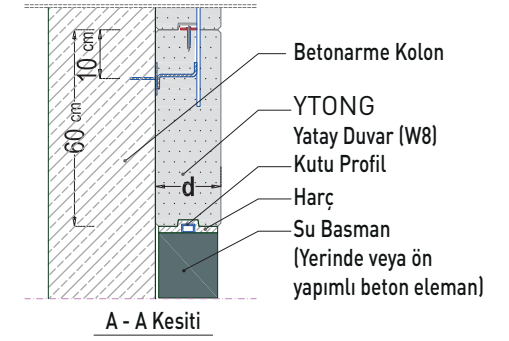 10 cm
60 cm
d
Betonarme Kolon
YTONG
Yatay Duvar (W8)
Kutu Profil
Harç
Su Basman
(Yerinde veya ön
yapımlı beton eleman)
A - A Kesiti